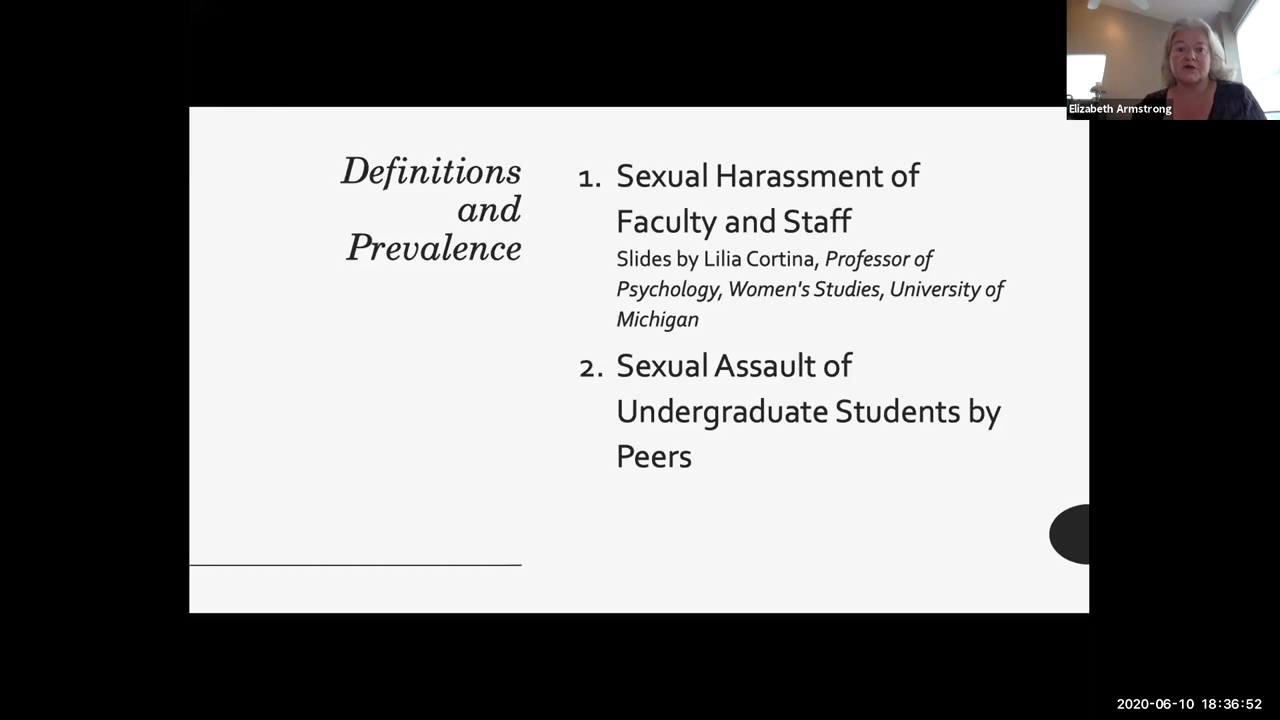 Elizabeth Armstrong
Definitions
and
Prevalence
1. Sexual Harassment of
Faculty and Staff
Slides by Lilia Cortina, Professor of
Psychology, Women's Studies, University of
Michigan
2. Sexual Assault of
Undergraduate Students by
Peers
2020-06-10 18:36:52